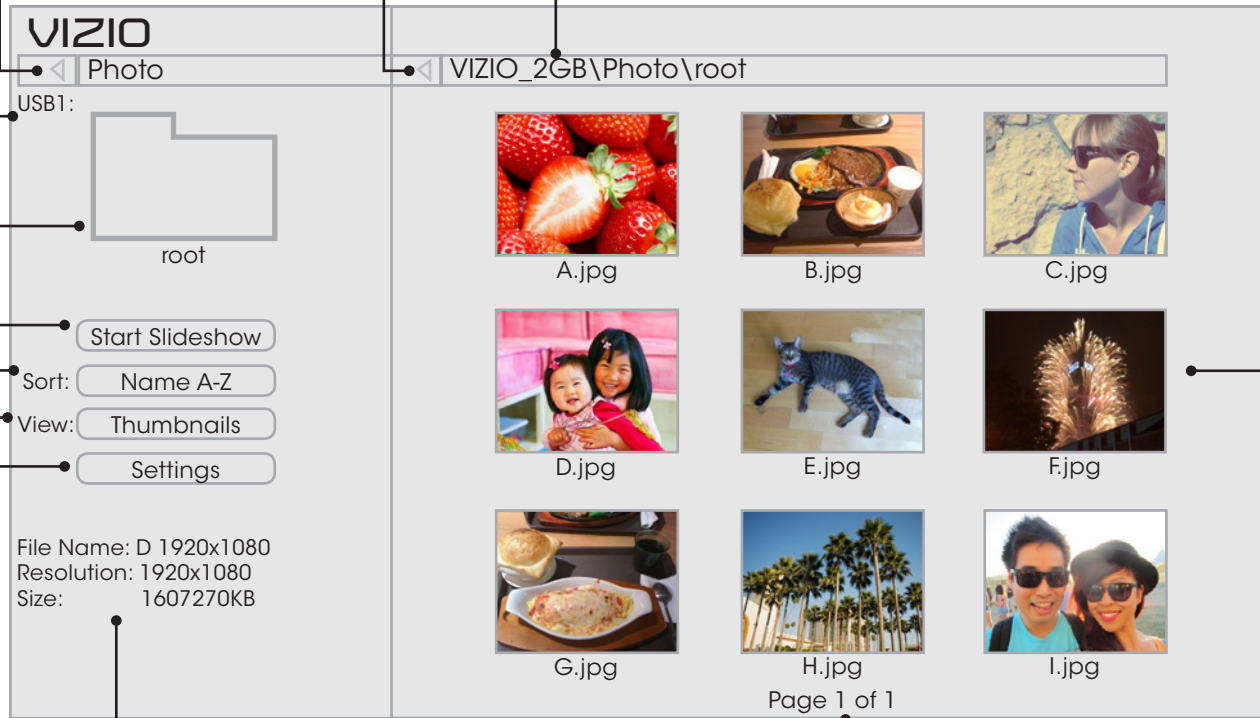 VIZIO
Photo
USB1:
root
Start Slideshow
Sort: Name A-Z
View: Thumbnails
Settings
File Name: D 1920x1080
Resolution: 1920x1080
Size: 1607270KB
VIZIO_2GB\Photo\root
A.jpg
B.jpg
C.jpg
D.jpg
E.jpg
F.jpg
G.jpg
H.jpg
I.jpg
Page 1 of 1